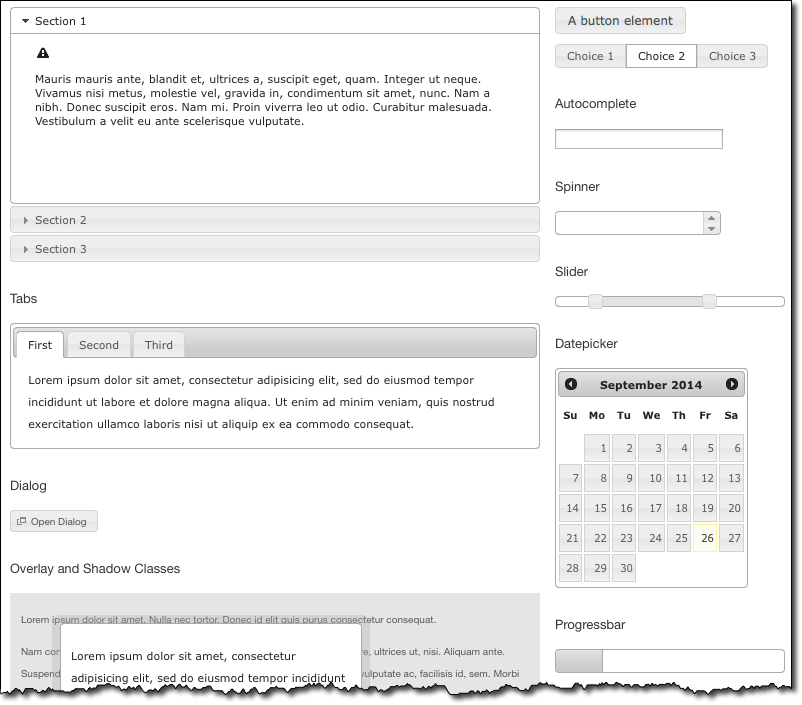 Section 1
Mauris mauris ante, blandit et, ultrices a, suscipit eget, quam. Integer ut neque.
Vivamus nisi metus, molestie vel, gravida in, condimentum sit amet, nunc. Nam a
nibh. Donec suscipit eros. Nam mi. Proin viverra leo ut odio. Curabitur malesuada.
Vestibulum a velit eu ante scelerisque vulputate.
Section 2
Section 3
Tabs
First Second Third
Lorem ipsum dolor sit amet, consectetur adipisicing elit, sed do eiusmod tempor
incididunt ut labore et dolore magna aliqua. Ut enim ad minim veniam, quis nostrud
exercitation ullamco laboris nisi ut aliquip ex ea commodo consequat.
Dialog
Open Dialog
Overlay and Shadow Classes
Lorem ipsum dolor sit amet. Nulla nec tortor. Donec id elit quis purus consectetur consequat.
Nam ultrices ut, nisi. Aliquam ante.
vulputate ac, facilisis id, sem. Morbi
Lorem ipsum dolor sit amet, consectetur
adipisicing elit, sed do eiusmod tempor incididunt
A button element
Choice 1 Choice 2 Choice 3
Autocomplete
Spinner
Slider
Datepicker
September 2014
Su Mo Tu We Th Fr Sa
1 2 3 4 5 6
7 8 9 10 11 12 13
14 15 16 17 18 19 20
21 22 23 24 25 26 27
28 29 30
Progressbar